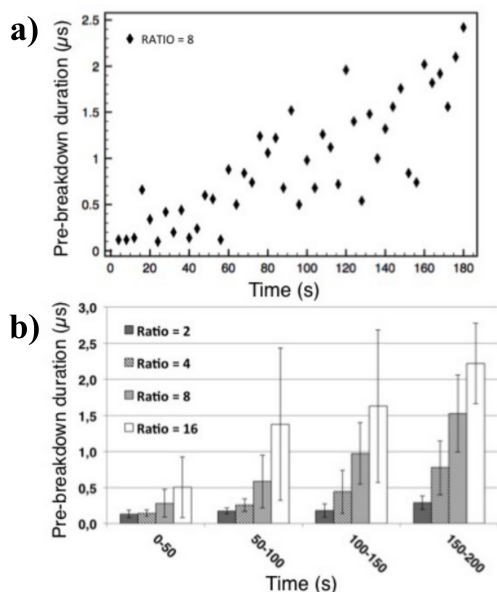 a)
RATIO = 8
Pre-breakdown duration (µs)
2.5
2
1.5
1
0.5
0
0 20 40 60 80 100 120 140 160 180
Time (s)
b)
Pre-breakdown duration (µs)
3,0
2,5
2,0
1,5
1,0
0,5
0,0
Ratio = 2
Ratio = 4
Ratio = 8
Ratio = 16
0-50 50-100 100-150 150-200
Time (s)